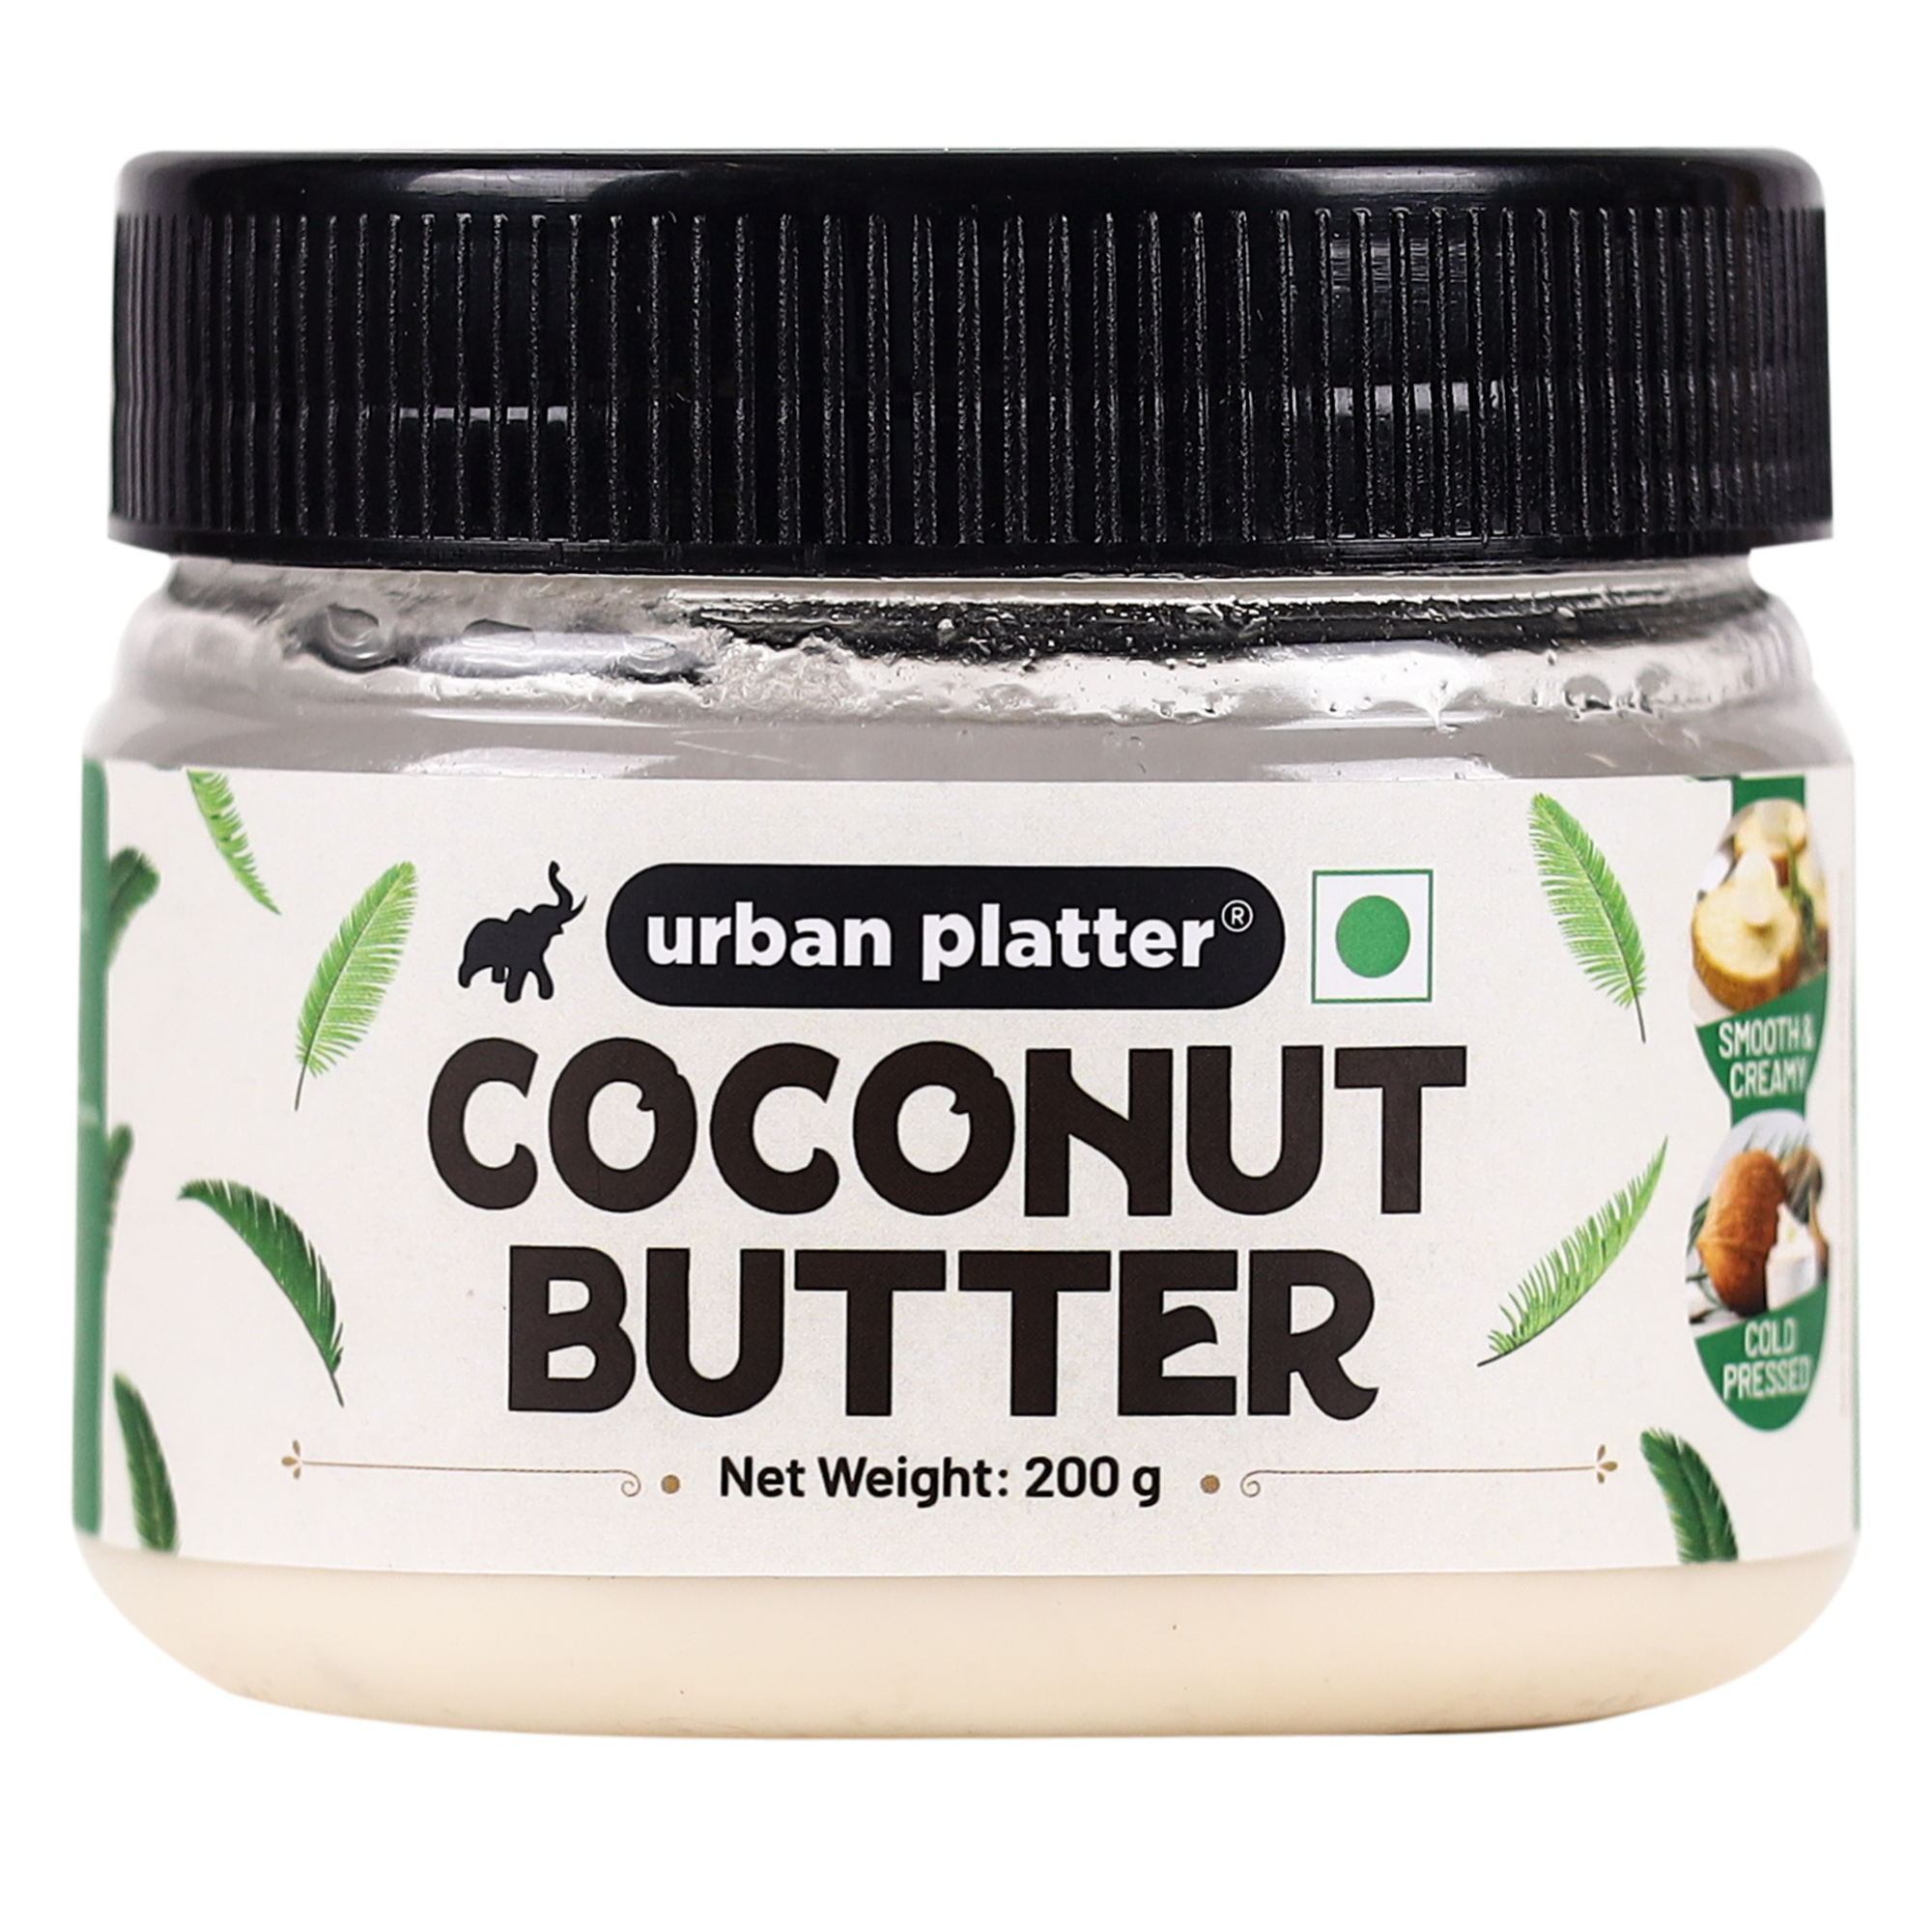 urban platter®
COCONUT
BUTTER
Net Weight: 200 g
SMOOTH &
CREAMY
COLD
PRESSED